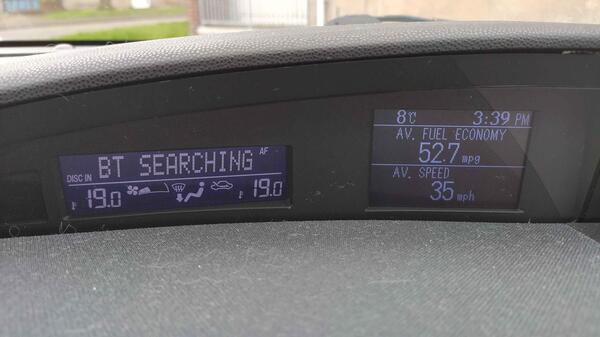 BT SEARCHING AF
DISC IN
19.0 19.0
8°C 3:39 PM
AV. FUEL ECONOMY
52.7 mpg
AV. SPEED
35 mph